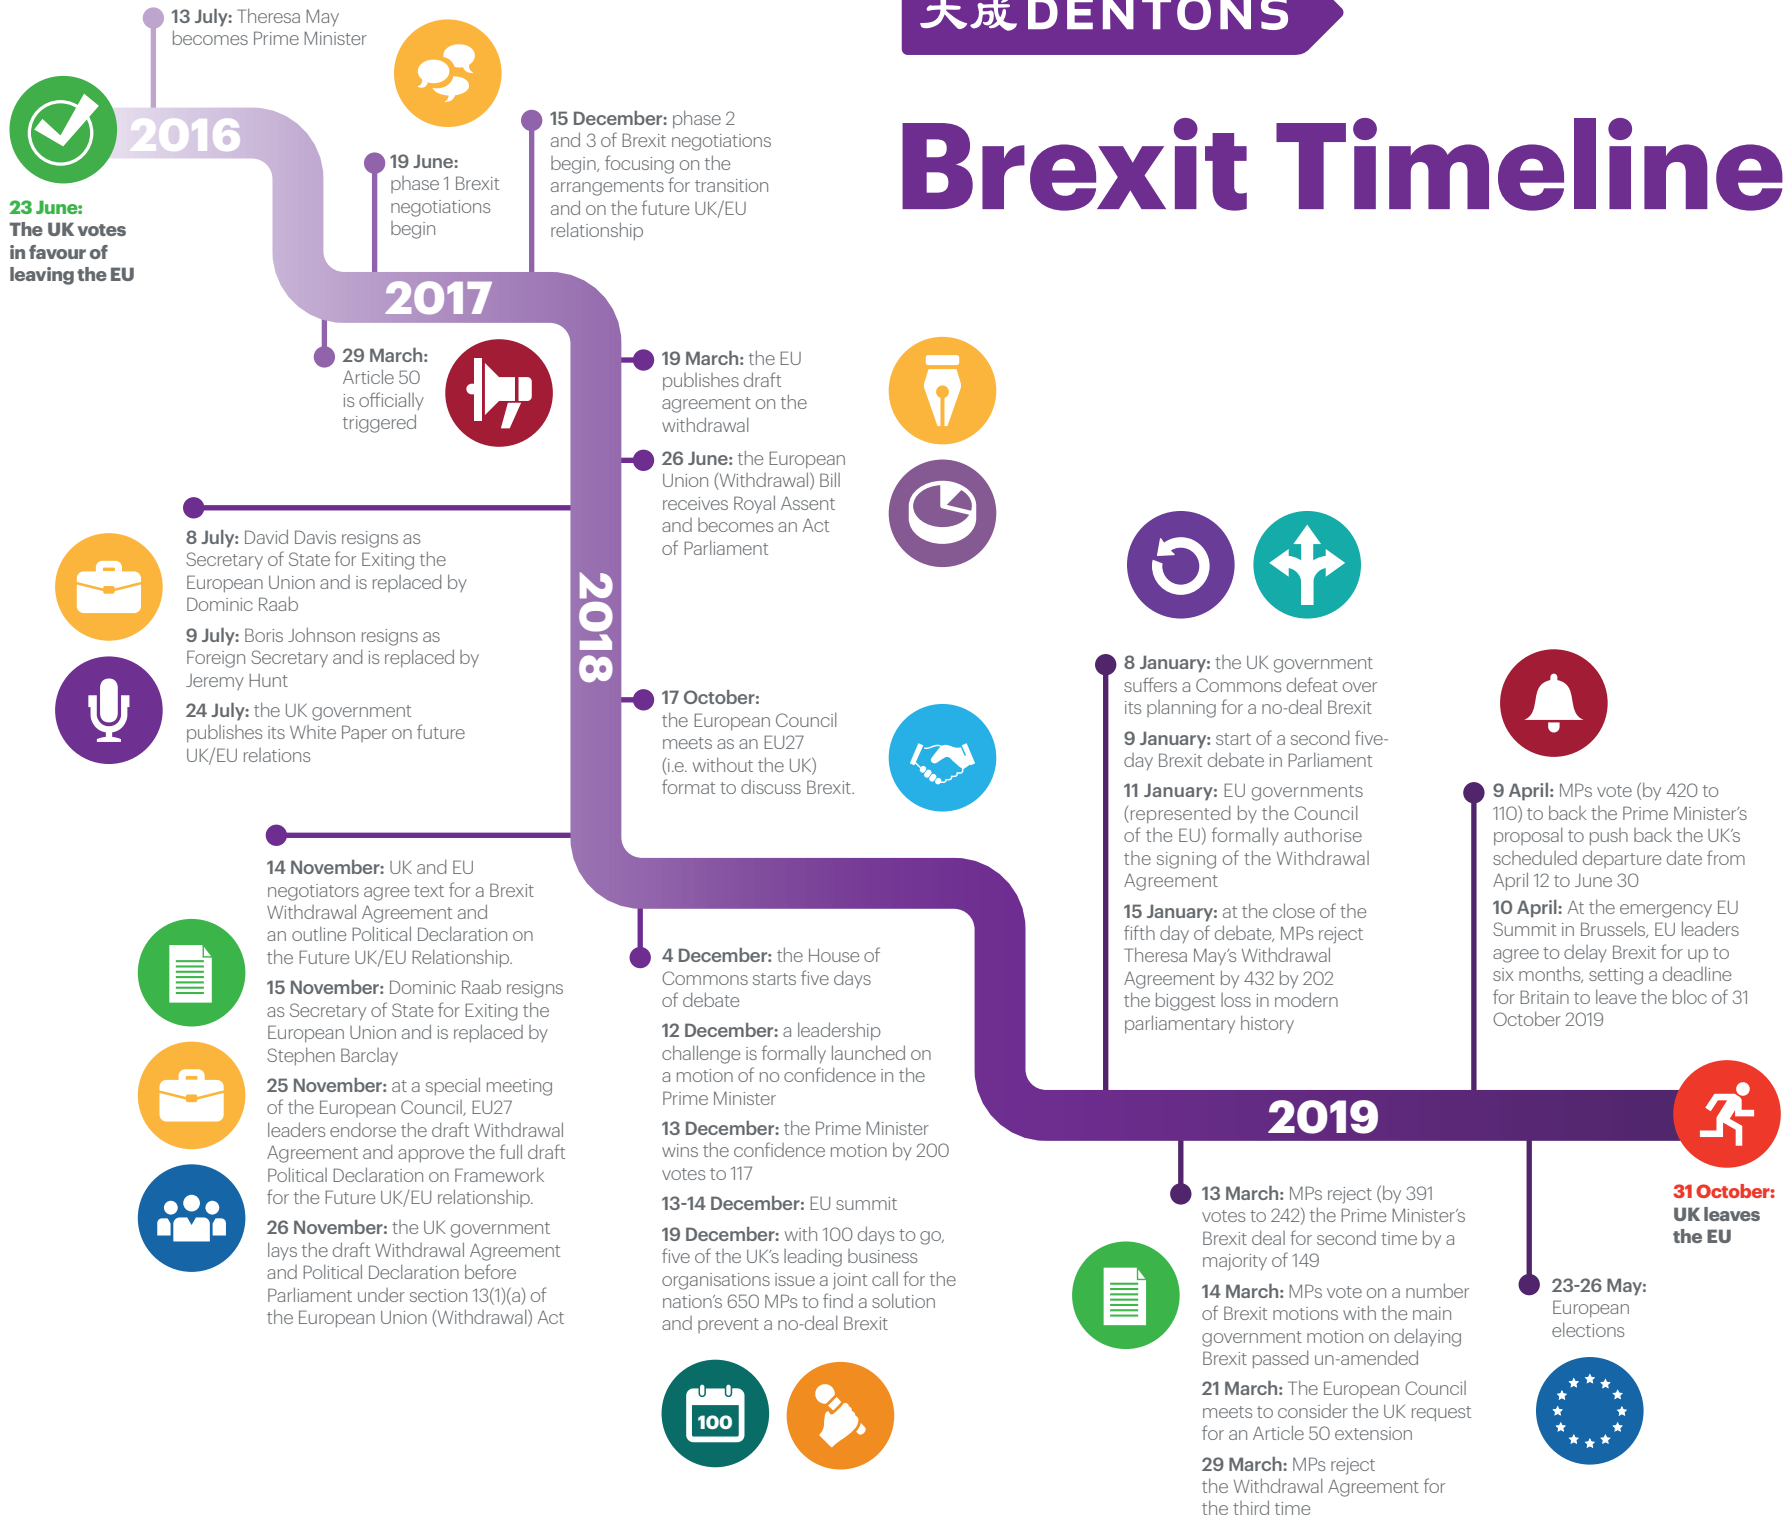 大成 DENTONS
Brexit Timeline
2016
23 June:
The UK votes
in favour of
leaving the EU
13 July: Theresa May
becomes Prime Minister
2017
29 March:
Article 50
is officially
triggered
19 June:
phase 1 Brexit
negotiations
begin
15 December: phase 2
and 3 of Brexit negotiations
begin, focusing on the
arrangements for transition
and on the future UK/EU
relationship
2018
19 March: the EU
publishes draft
agreement on the
withdrawal
26 June: the European
Union (Withdrawal) Bill
receives Royal Assent
and becomes an Act
of Parliament
8 July: David Davis resigns as
Secretary of State for Exiting the
European Union and is replaced by
Dominic Raab
9 July: Boris Johnson resigns as
Foreign Secretary and is replaced by
Jeremy Hunt
24 July: the UK government
publishes its White Paper on future
UK/EU relations
17 October:
the European Council
meets as an EU27
(i.e. without the UK)
format to discuss Brexit.
14 November: UK and EU
negotiators agree text for a Brexit
Withdrawal Agreement and
an outline Political Declaration on
the Future UK/EU Relationship.
15 November: Dominic Raab resigns
as Secretary of State for Exiting the
European Union and is replaced by
Stephen Barclay
25 November: at a special meeting
of the European Council, EU27
leaders endorse the draft Withdrawal
Agreement and approve the full draft
Political Declaration on Framework
for the Future UK/EU relationship.
26 November: the UK government
lays the draft Withdrawal Agreement
and Political Declaration before
Parliament under section 13(1)(a) of
the European Union (Withdrawal) Act
4 December: the House of
Commons starts five days
of debate
12 December: a leadership
challenge is formally launched on
a motion of no confidence in the
Prime Minister
13 December: the Prime Minister
wins the confidence motion by 200
votes to 117
13-14 December: EU summit
19 December: with 100 days to go,
five of the UK's leading business
organisations issue a joint call for the
nation's 650 MPs to find a solution
and prevent a no-deal Brexit
100
2019
8 January: the UK government
suffers a Commons defeat over
its planning for a no-deal Brexit
9 January: start of a second five-
day Brexit debate in Parliament
11 January: EU governments
(represented by the Council
of the EU) formally authorise
the signing of the Withdrawal
Agreement
15 January: at the close of the
fifth day of debate, MPs reject
Theresa May's Withdrawal
Agreement by 432 by 202
the biggest loss in modern
parliamentary history
13 March: MPs reject (by 391
votes to 242) the Prime Minister's
Brexit deal for second time by a
majority of 149
14 March: MPs vote on a number
of Brexit motions with the main
government motion on delaying
Brexit passed un-amended
21 March: The European Council
meets to consider the UK request
for an Article 50 extension
29 March: MPs reject
the Withdrawal Agreement for
the third time
9 April: MPs vote (by 420 to
110) to back the Prime Minister's
proposal to push back the UK's
scheduled departure date from
April 12 to June 30
10 April: At the emergency EU
Summit in Brussels, EU leaders
agree to delay Brexit for up to
six months, setting a deadline
for Britain to leave the bloc of 31
October 2019
23-26 May:
European
elections
31 October:
UK leaves
the EU